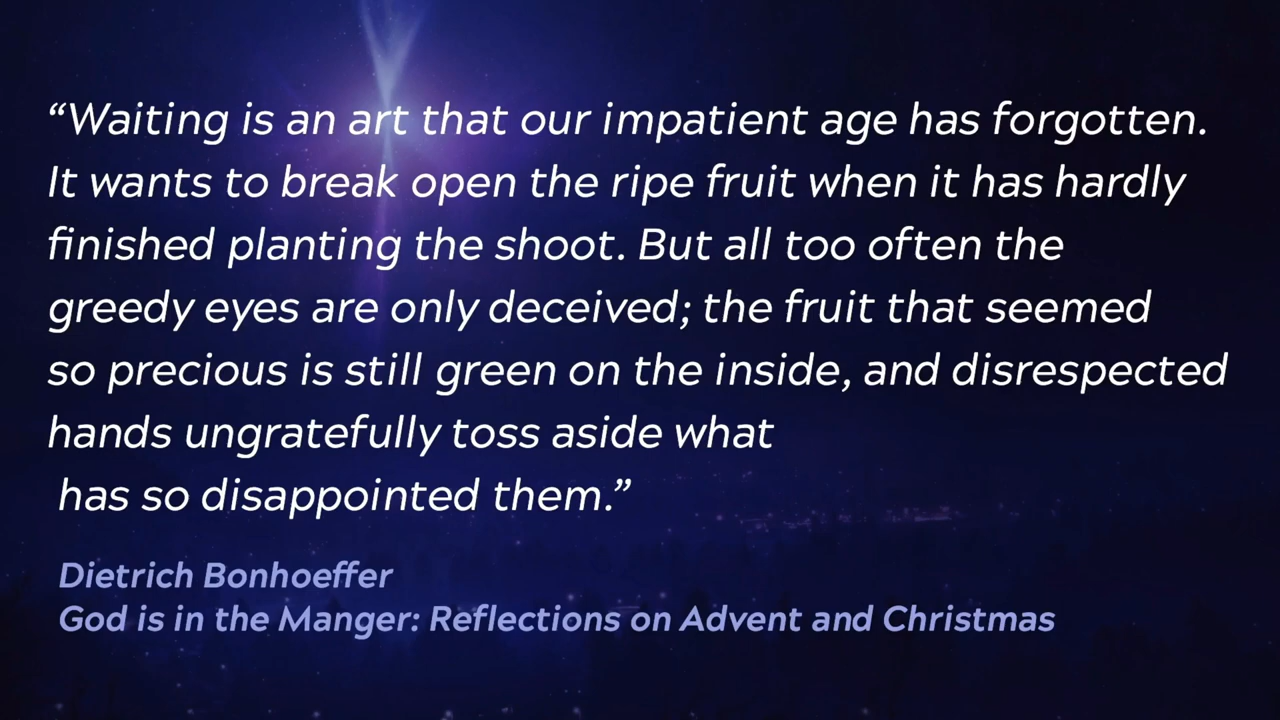 “Waiting is an art that our impatient age has forgotten.
It wants to break open the ripe fruit when it has hardly
finished planting the shoot. But all too often the
greedy eyes are only deceived; the fruit that seemed
so precious is still green on the inside, and disrespected
hands ungratefully toss aside what
has so disappointed them.”
Dietrich Bonhoeffer
God is in the Manger: Reflections on Advent and Christmas